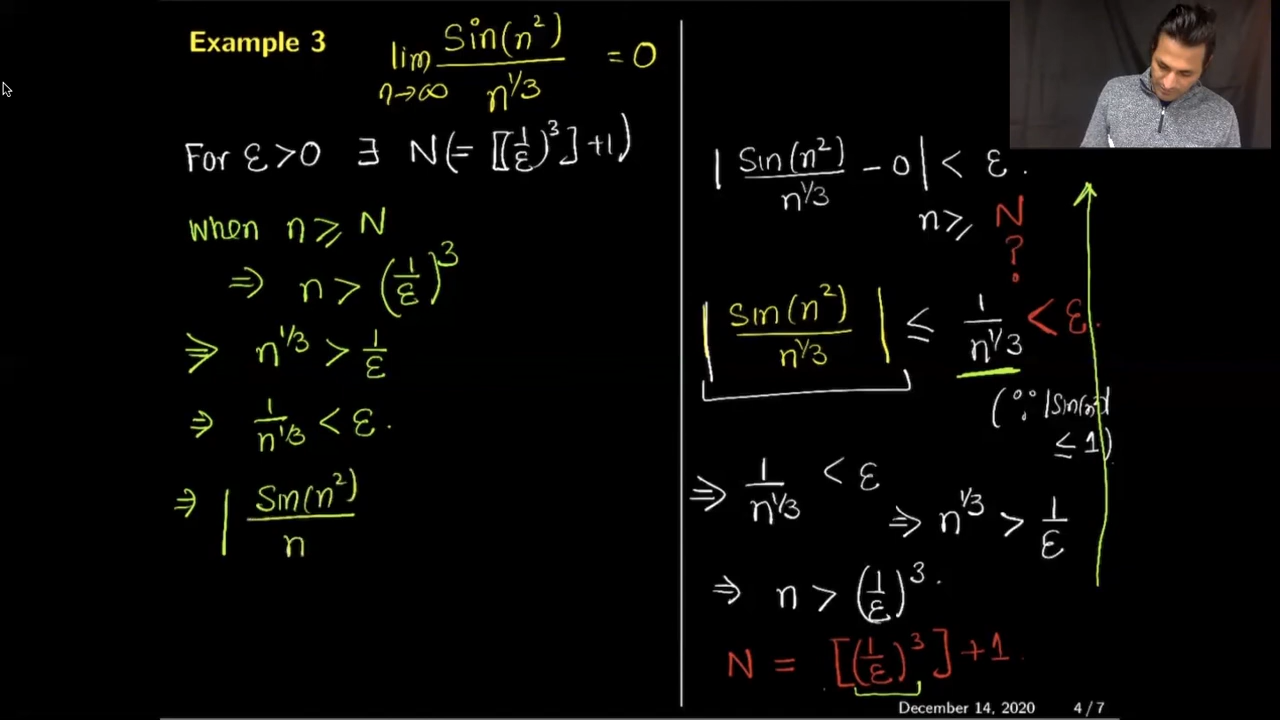 Example 3
lim n→∞ Sin(n²)/n^1/3 = 0
For ε>0 ∃ N(= [(1/ε)³]+1)
when n ≥ N
⇒ n > (1/ε)³
⇒ n^1/3 > 1/ε
⇒ 1/n^1/3 < ε.
⇒ | Sin(n²)/n
| Sin(n²)/n^1/3 - 0 | < ε.
n ≥ N
?
| Sin(n²)/n^1/3 | ≤ 1/n^1/3 < ε.
(∵ |Sin(n²)|
≤ 1)
⇒ 1/n^1/3 < ε
⇒ n^1/3 > 1/ε
⇒ n > (1/ε)³.
N = [(1/ε)³]+1.
December 14, 2020 4 / 7